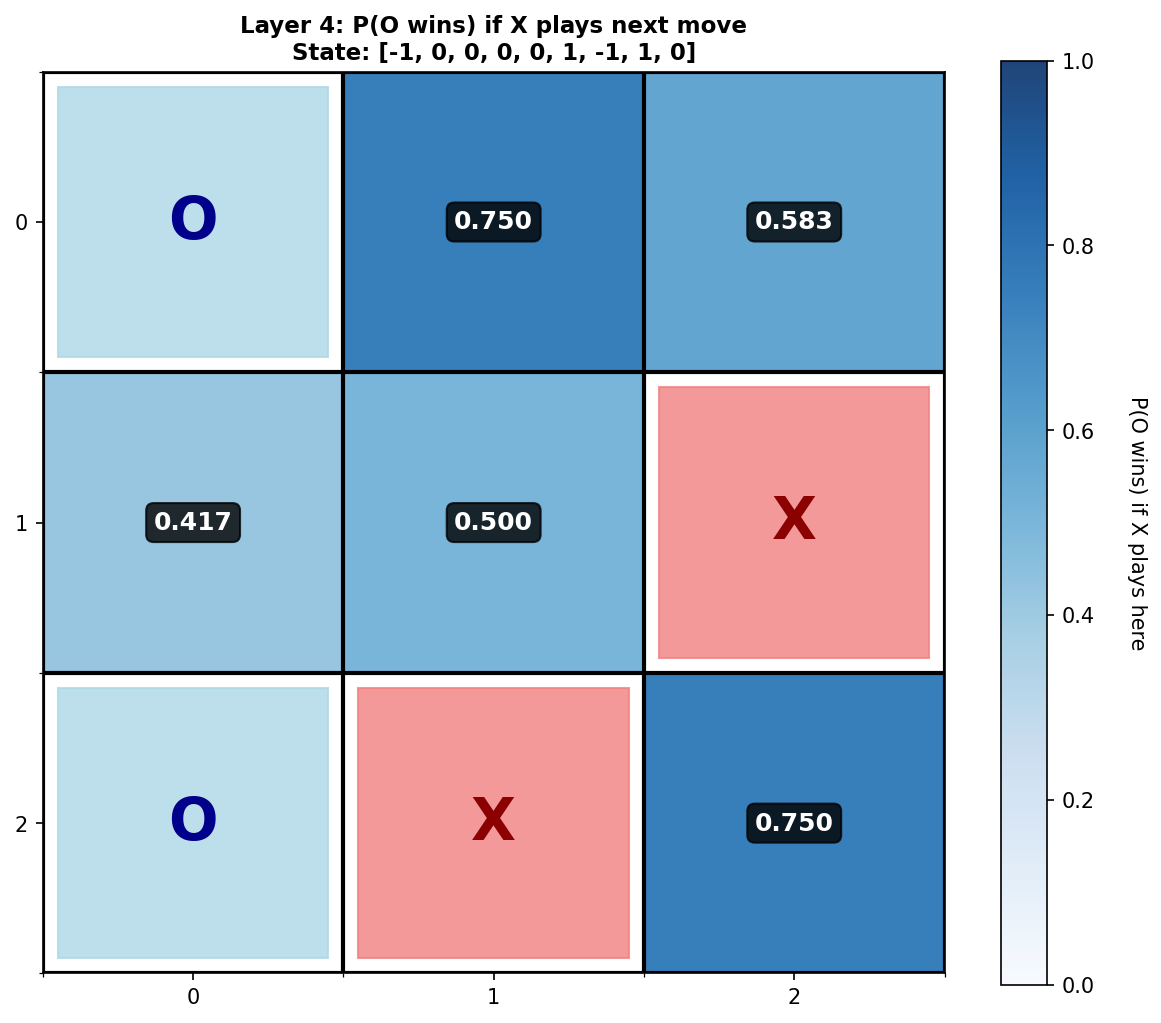 Layer 4: P(O wins) if X plays next move
State: [-1, 0, 0, 0, 0, 1, -1, 1, 0]
0
O
0.750
0.583
1
0.417
0.500
X
2
O
X
0.750
0
1
2
1.0
0.8
0.6
0.4
0.2
0.0
P(O wins) if X plays here